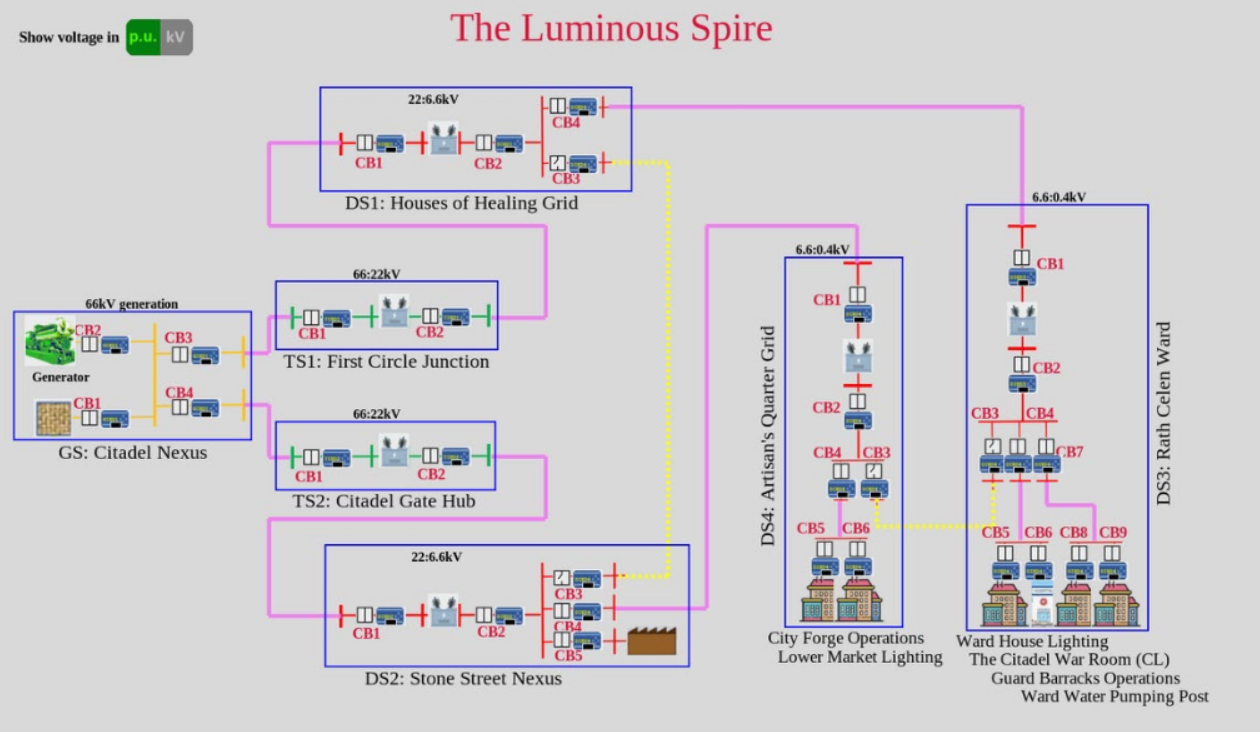 The Luminous Spire
Show voltage in p.u. kV
22:6.6kV
CB4
CB1
CB2
CB3
DS1: Houses of Healing Grid
66:22kV
CB1
CB2
TS1: First Circle Junction
66kV generation
CB2
CB3
Generator
CB4
CB1
GS: Citadel Nexus
66:22kV
CB1
CB2
TS2: Citadel Gate Hub
22:6.6kV
CB3
CB1
CB2
CB4
CB5
DS2: Stone Street Nexus
6.6:0.4kV
CB1
CB2
CB4
CB3
CB5
CB6
DS4: Artisan's Quarter Grid
City Forge Operations
Lower Market Lighting
6.6:0.4kV
CB1
CB2
CB3
CB4
CB7
CB5
CB6
CB8
CB9
DS3: Rath Celen Ward
Ward House Lighting
The Citadel War Room (CL)
Guard Barracks Operations
Ward Water Pumping Post